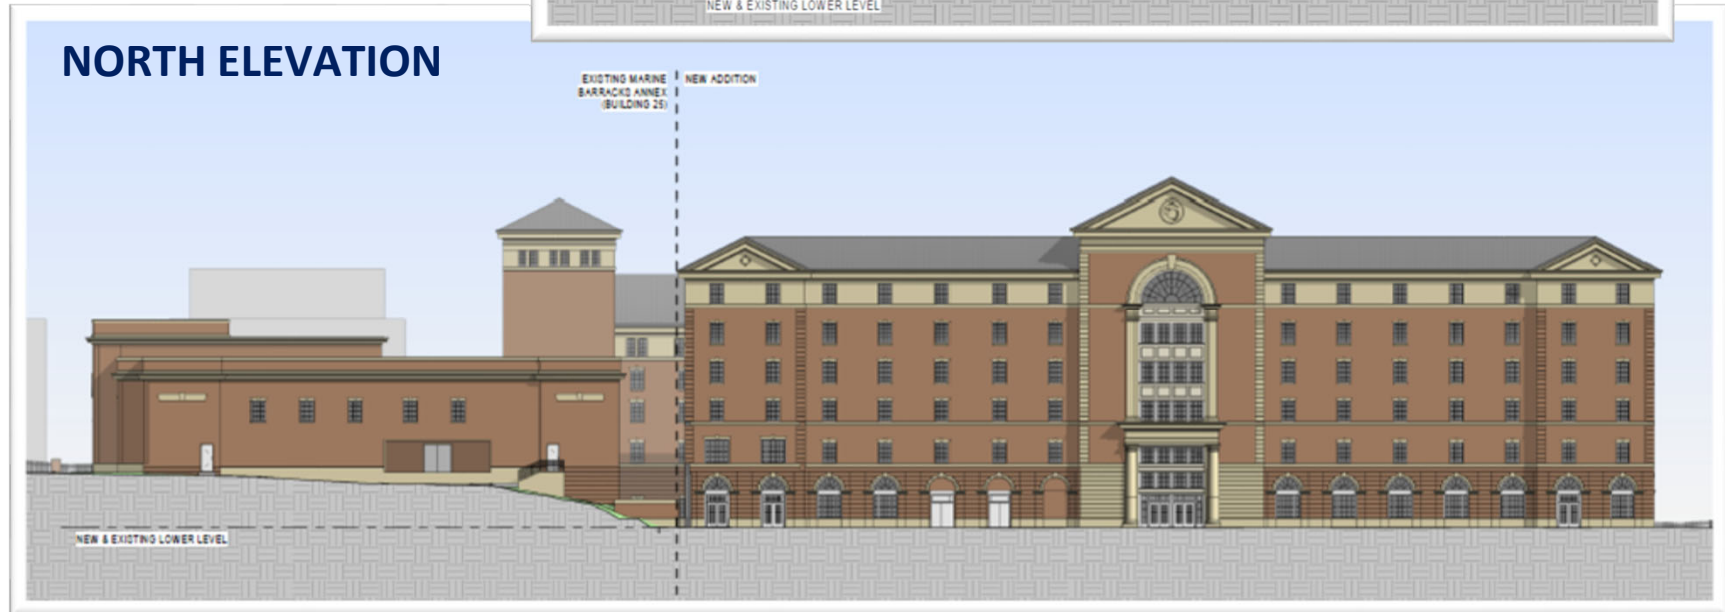 NEW & EXISTING LOWER LEVEL
NORTH ELEVATION
EXISTING MARINE
BARRACKS ANNEX
(BUILDING 25)
NEW ADDITION
NEW & EXISTING LOWER LEVEL